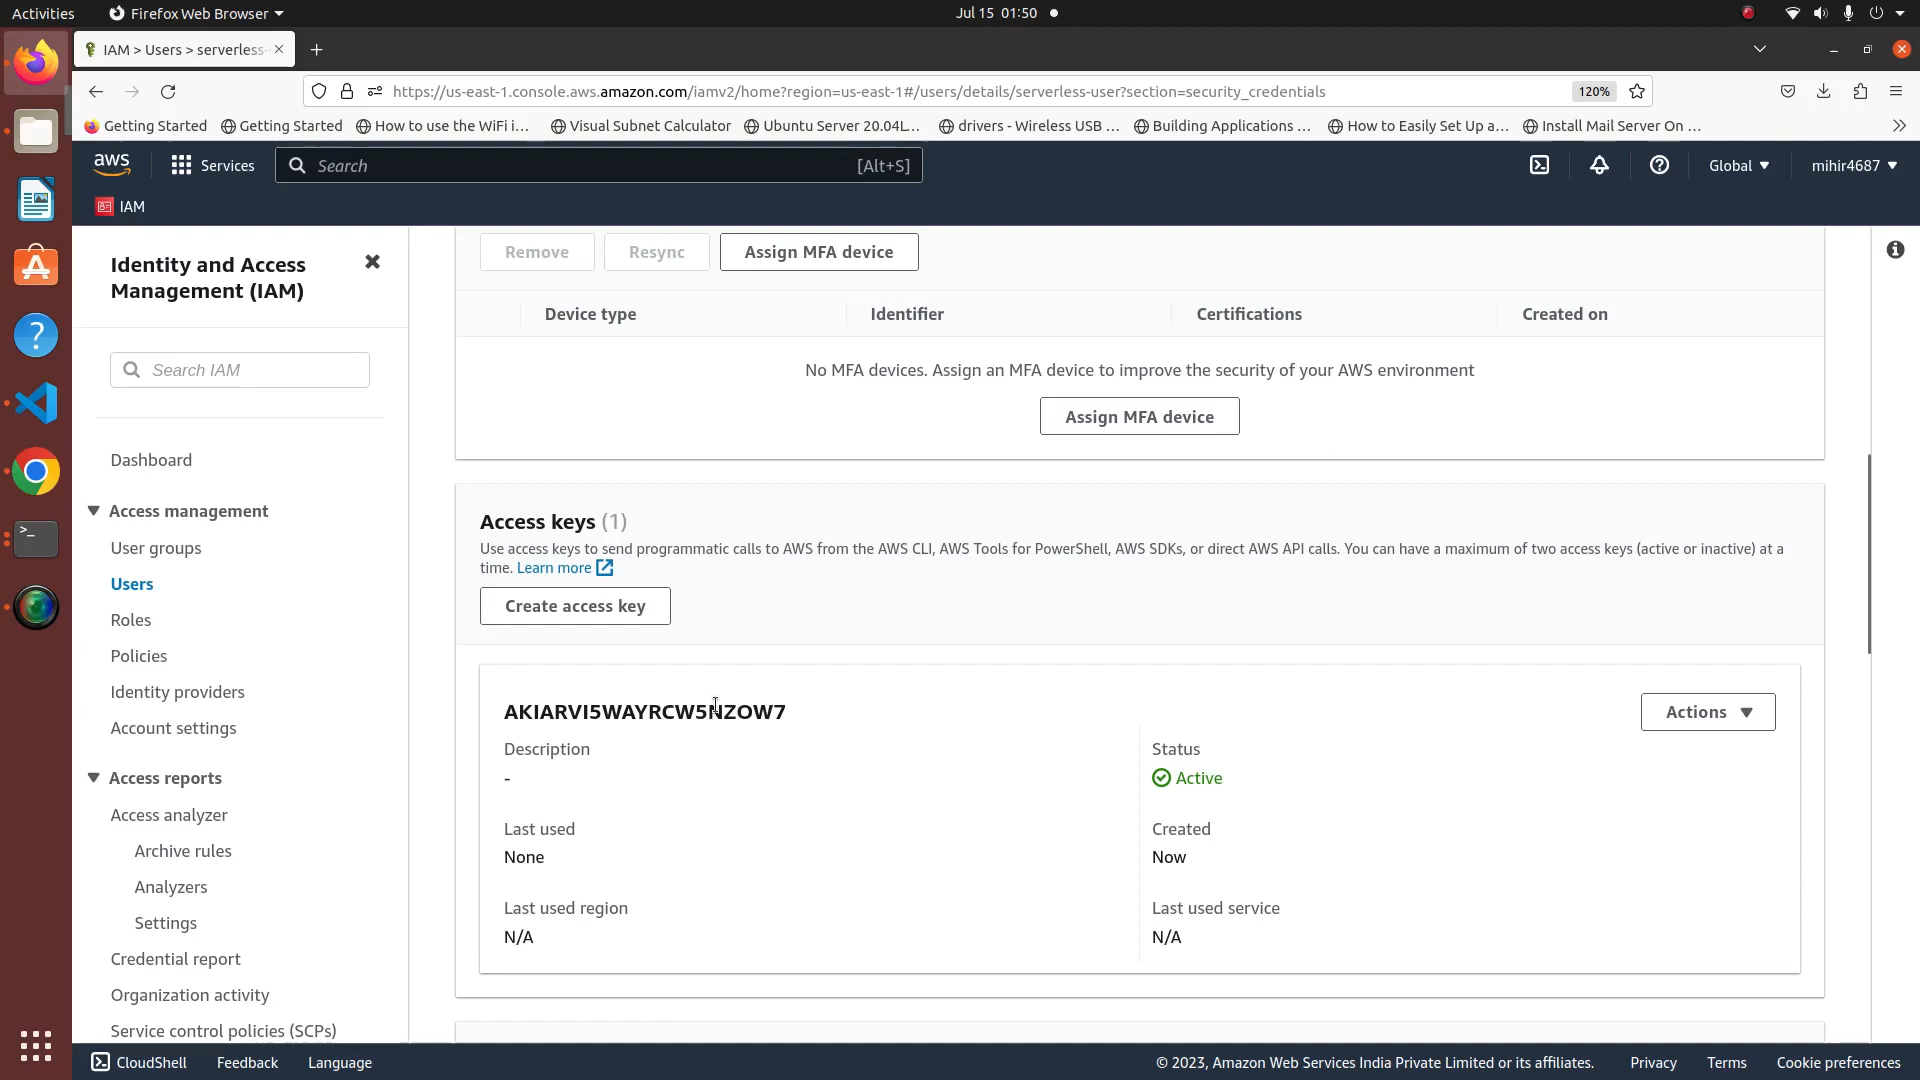 Activities
Firefox Web Browser
Jul 15 01:50
IAM > Users > serverless-
https://us-east-1.console.aws.amazon.com/iamv2/home?region=us-east-1#/users/details/serverless-user?section=security_credentials
120%
Getting Started
Getting Started
How to use the WiFi i...
Visual Subnet Calculator
Ubuntu Server 20.04L...
drivers - Wireless USB ...
Building Applications ...
How to Easily Set Up a...
Install Mail Server On ...
aws
Services
Search
[Alt+S]
Global
mihir4687
IAM
Identity and Access
Management (IAM)
Search IAM
Dashboard
Access management
User groups
Users
Roles
Policies
Identity providers
Account settings
Access reports
Access analyzer
Archive rules
Analyzers
Settings
Credential report
Organization activity
Service control policies (SCPs)
Remove
Resync
Assign MFA device
Device type
Identifier
Certifications
Created on
No MFA devices. Assign an MFA device to improve the security of your AWS environment
Assign MFA device
Access keys (1)
Use access keys to send programmatic calls to AWS from the AWS CLI, AWS Tools for PowerShell, AWS SDKs, or direct AWS API calls. You can have a maximum of two access keys (active or inactive) at a
time. Learn more
Create access key
AKIARVI5WAYRCW5NZOW7
Actions
Description
-
Status
Active
Last used
None
Created
Now
Last used region
N/A
Last used service
N/A
CloudShell
Feedback
Language
© 2023, Amazon Web Services India Private Limited or its affiliates.
Privacy
Terms
Cookie preferences